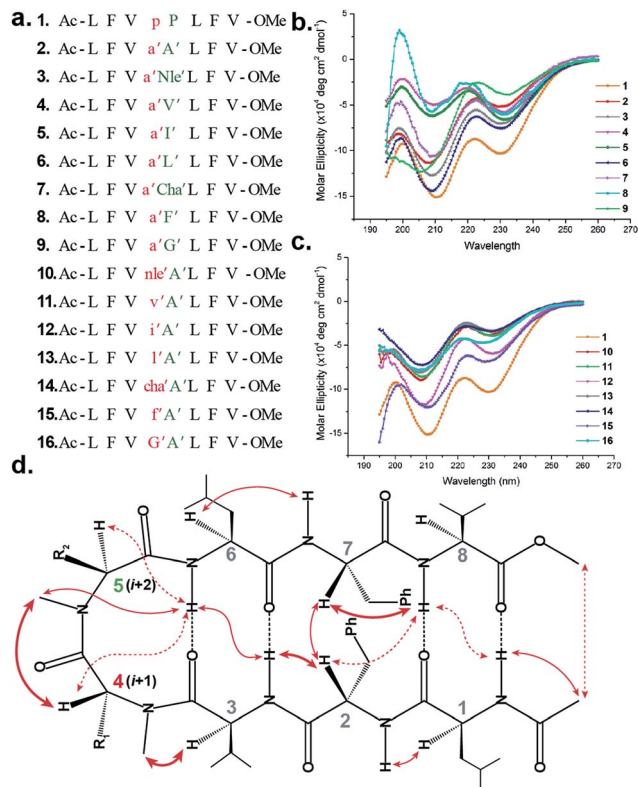 a.
1. Ac-L F V p P L F V-OMe
2. Ac-L F V a′A′ L F V-OMe
3. Ac-L F V a′Nle′L F V-OMe
4. Ac-L F V a′V′ L F V-OMe
5. Ac-L F V a′I′ L F V-OMe
6. Ac-L F V a′L′ L F V-OMe
7. Ac-L F V a′Cha′L F V-OMe
8. Ac-L F V a′F′ L F V-OMe
9. Ac-L F V a′G′ L F V-OMe
10. Ac-L F V nle′A′L F V-OMe
11. Ac-L F V v′A′ L F V-OMe
12. Ac-L F V i′A′ L F V-OMe
13. Ac-L F V l′A′ L F V-OMe
14. Ac-L F V cha′A′L F V-OMe
15. Ac-L F V f′A′ L F V-OMe
16. Ac-L F V G′A′ L F V-OMe
b.
Molar Ellipticity (x10⁴ deg cm² dmol⁻¹)
5
0
-5
-10
-15
190 200 210 220 230 240 250 260
Wavelength
1
2
3
4
5
6
7
8
9
c.
Molar Ellipticity (x10⁴ deg cm² dmol⁻¹)
5
0
-5
-10
-15
190 200 210 220 230 240 250 260
Wavelength (nm)
1
10
11
12
13
14
15
16
d.
H O H H O H O
R₂ 6 7 8 O
5 (i+2) N N N
N H O H Ph H O
Ph
O H H H H
4 (i+1) O N O N
H N 3 2 N 1
R₁ H O H H O